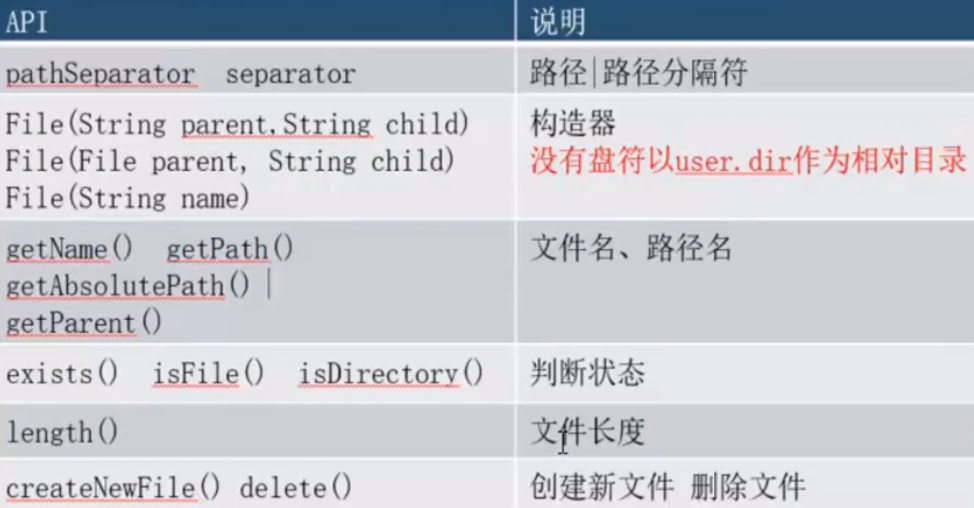 API 说明
pathSeparator separator 路径|路径分隔符
File(String parent,String child) 构造器
File(File parent, String child) 没有盘符以user.dir作为相对目录
File(String name)
getName() getPath() 文件名、路径名
getAbsolutePath()
getParent()
exists() isFile() isDirectory() 判断状态
length() 文件长度
createNewFile() delete() 创建新文件 删除文件